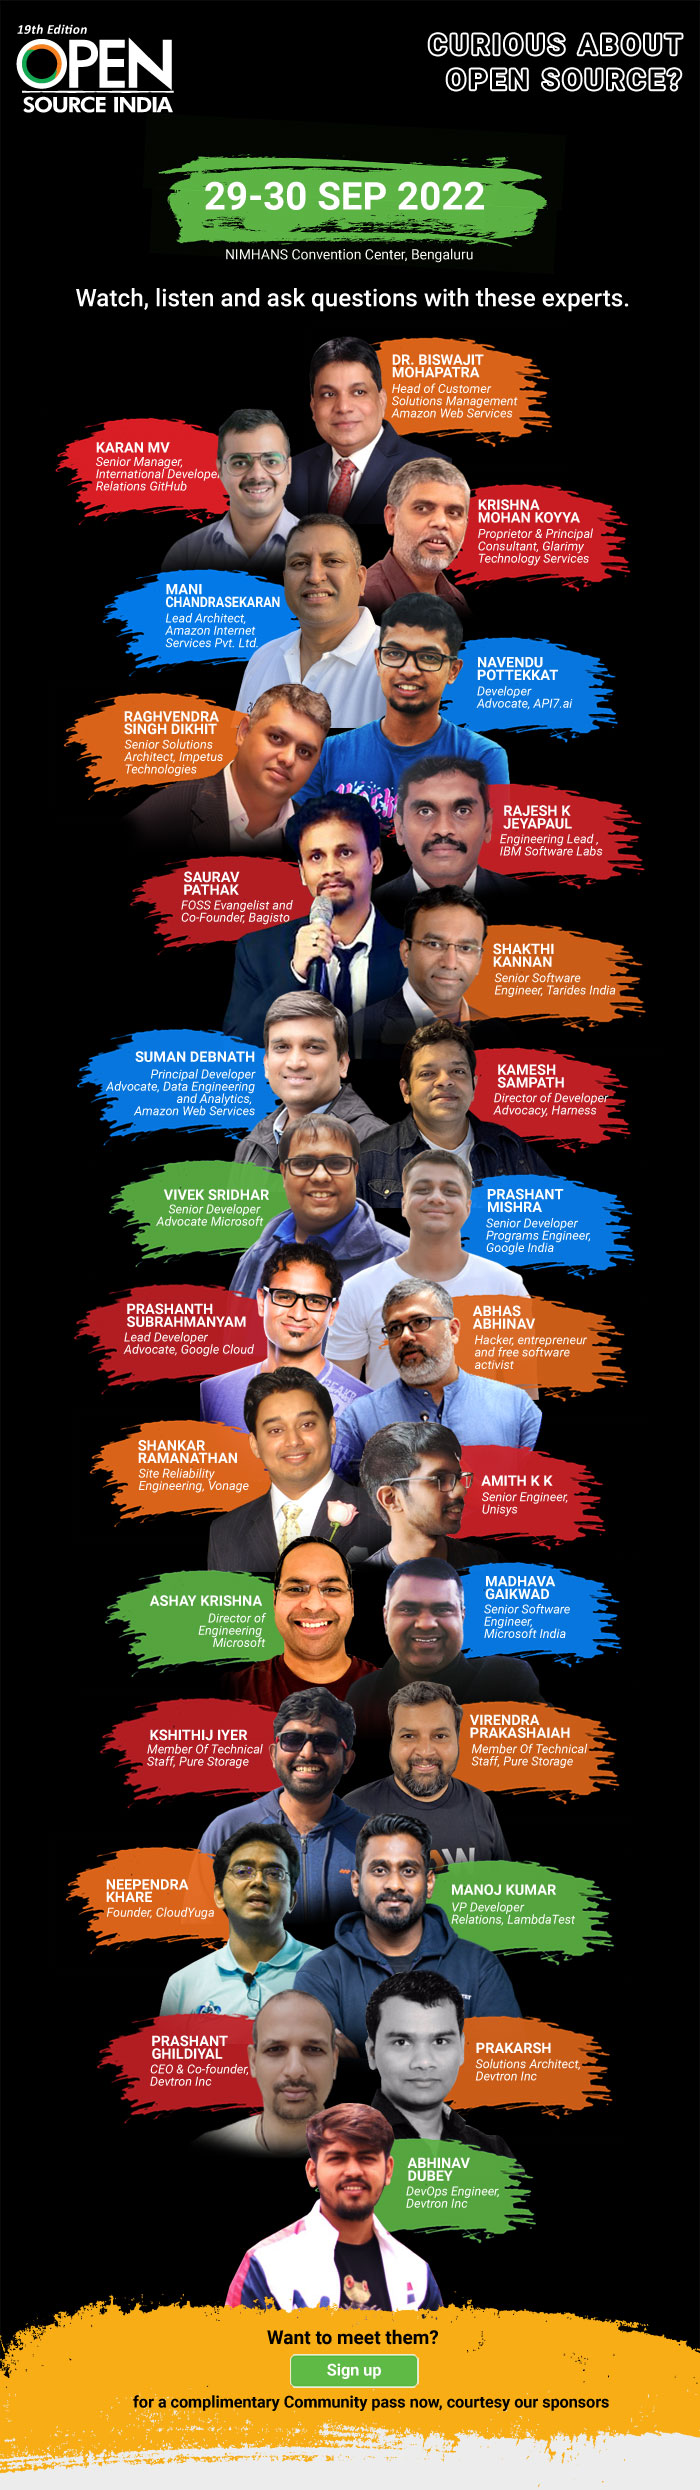 19th Edition
OPEN
SOURCE INDIA
CURIOUS ABOUT
OPEN SOURCE?
29-30 SEP 2022
NIMHANS Convention Center, Bengaluru
Watch, listen and ask questions with these experts.
DR. BISWAJIT
MOHAPATRA
Head of Customer
Solutions Management
Amazon Web Services
KARAN MV
Senior Manager,
International Developer
Relations GitHub
KRISHNA
MOHAN KOYYA
Proprietor & Principal
Consultant, Glarimy
Technology Services
MANI
CHANDRASEKARAN
Lead Architect,
Amazon Internet
Services Pvt. Ltd.
NAVENDU
POTTEKKAT
Developer
Advocate, API7.ai
RAGHVENDRA
SINGH DIKHIT
Senior Solutions
Architect, Impetus
Technologies
RAJESH K
JEYAPAUL
Engineering Lead ,
IBM Software Labs
SAURAV
PATHAK
FOSS Evangelist and
Co-Founder, Bagisto
SHAKTHI
KANNAN
Senior Software
Engineer, Tarides India
SUMAN DEBNATH
Principal Developer
Advocate, Data Engineering
and Analytics,
Amazon Web Services
KAMESH
SAMPATH
Director of Developer
Advocacy, Harness
VIVEK SRIDHAR
Senior Developer
Advocate Microsoft
PRASHANT
MISHRA
Senior Developer
Programs Engineer,
Google India
PRASHANTH
SUBRAHMANYAM
Lead Developer
Advocate, Google Cloud
ABHAS
ABHINAV
Hacker, entrepreneur
and free software
activist
SHANKAR
RAMANATHAN
Site Reliability
Engineering, Vonage
AMITH K K
Senior Engineer,
Unisys
ASHAY KRISHNA
Director of
Engineering
Microsoft
MADHAVA
GAIKWAD
Senior Software
Engineer,
Microsoft India
KSHITHIJ IYER
Member Of Technical
Staff, Pure Storage
VIRENDRA
PRAKASHAIAH
Member Of Technical
Staff, Pure Storage
NEEPENDRA
KHARE
Founder, CloudYuga
MANOJ KUMAR
VP Developer
Relations, LambdaTest
PRASHANT
GHILDIYAL
CEO & Co-founder,
Devtron Inc
PRAKARSH
Solutions Architect,
Devtron Inc
ABHINAV
DUBEY
DevOps Engineer,
Devtron Inc
Want to meet them?
Sign up
for a complimentary Community pass now, courtesy our sponsors